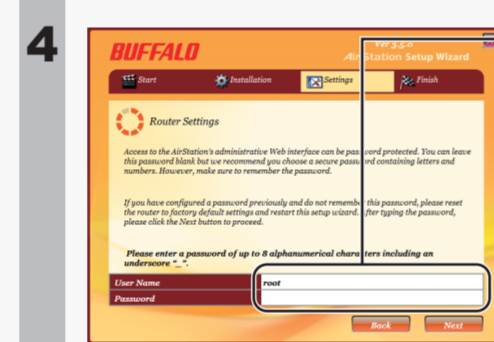 4
BUFFALO
Ver 3.5.0
AirStation Setup Wizard
Start
Installation
Settings
Finish
Router Settings
Access to the AirStation's administrative Web interface can be password protected. You can leave
this password blank but we recommend you choose a secure password containing letters and
numbers. However, make sure to remember the password.
If you have configured a password previously and do not remember this password, please reset
the router to factory default settings and restart this setup wizard. After typing the password,
please click the Next button to proceed.
Please enter a password of up to 8 alphanumerical characters including an
underscore "_".
User Name
root
Password
Back
Next